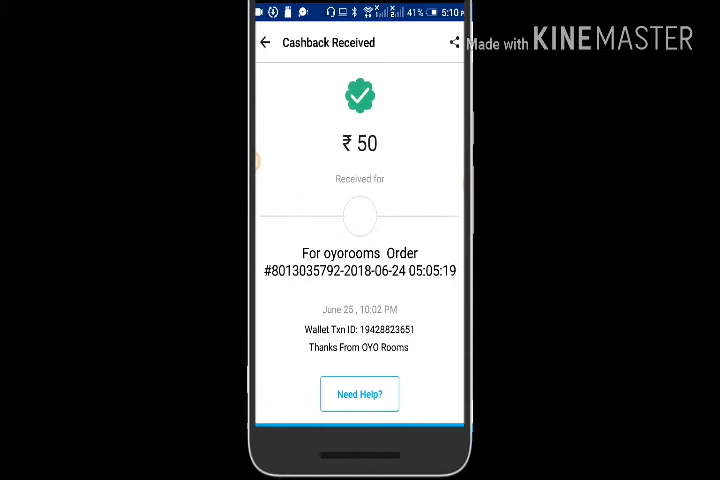 41% 5:10 P
Cashback Received
Made with KINEMASTER
₹ 50
Received for
For oyorooms Order
#8013035792-2018-06-24 05:05:19
June 25 , 10:02 PM
Wallet Txn ID: 19428823651
Thanks From OYO Rooms
Need Help?